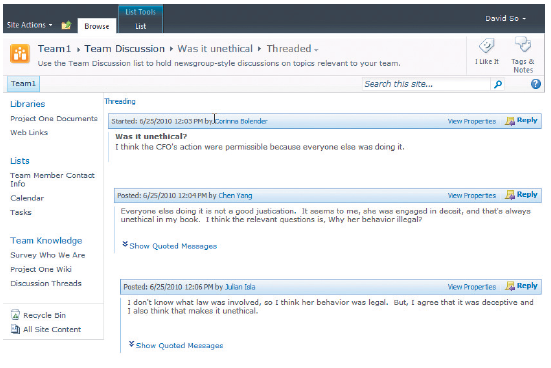 Site Actions
Browse
List Tools
List
David Go
Team1 ▸ Team Discussion ▸ Was it unethical ▸ Threaded
Use the Team Discussion list to hold newsgroup-style discussions on topics relevant to your team.
I Like It
Tags & Notes
Team1
Search this site...
Libraries
Project One Documents
Web Links
Lists
Team Member Contact
Info
Calendar
Tasks
Team Knowledge
Survey Who We Are
Project One Wiki
Discussion Threads
Recycle Bin
All Site Content
Threading
Started: 6/25/2010 12:03 PM by Corinna Bolender
View Properties
Reply
Was it unethical?
I think the CFO's action were permissible because everyone else was doing it.
Posted: 6/25/2010 12:04 PM by Chen Yang
View Properties
Reply
Everyone else doing it is not a good justication. It seems to me, she was engaged in deceit, and that's always
unethical in my book. I think the relevant questions is, Why her behavior illegal?
Show Quoted Messages
Posted: 6/25/2010 12:06 PM by Julian Isla
View Properties
Reply
I don't know what law was involved, so I think her behavior was legal. But, I agree that it was deceptive and
I also think that makes it unethical.
Show Quoted Messages